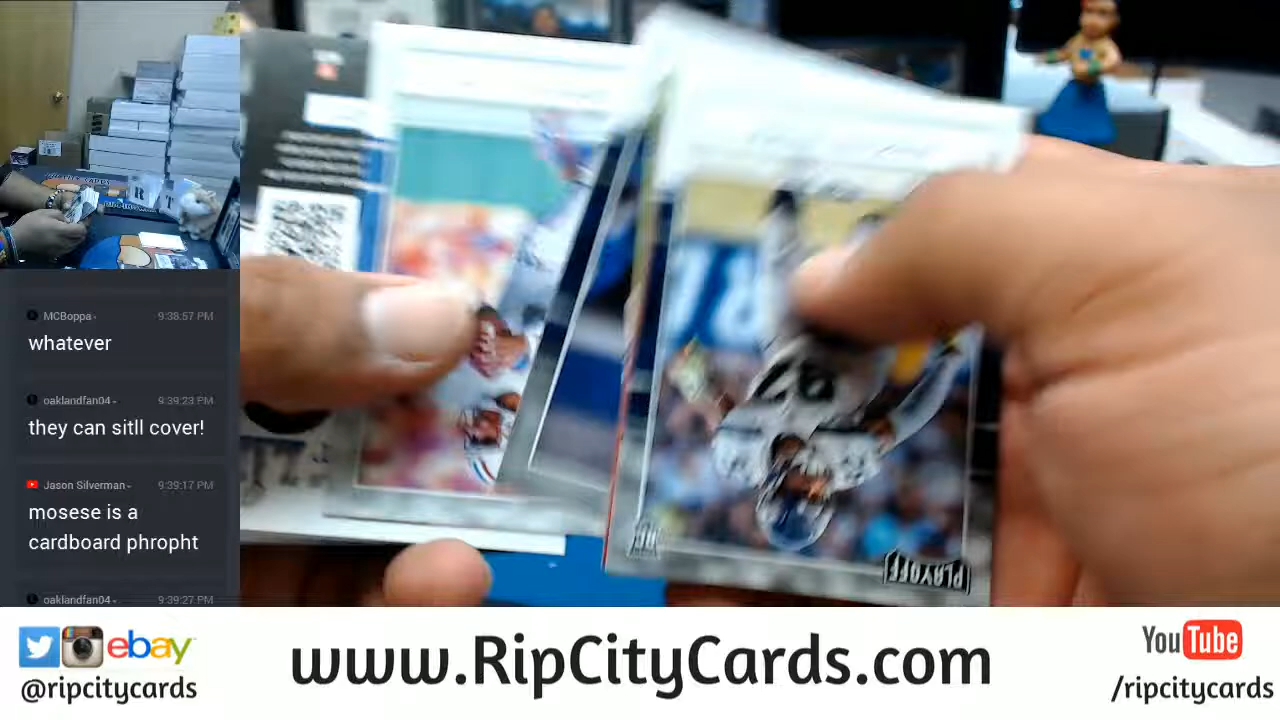 MCBoppa-
9:38:57 PM
whatever
oaklandfan04-
9:39:23 PM
they can sitll cover!
Jason Silverman-
9:39:17 PM
mosese is a
cardboard phropht
oaklandfan04-
9:39:27 PM
PLAYOFF
ebay
@ripcitycards
www.RipCityCards.com
YouTube
/ripcitycards